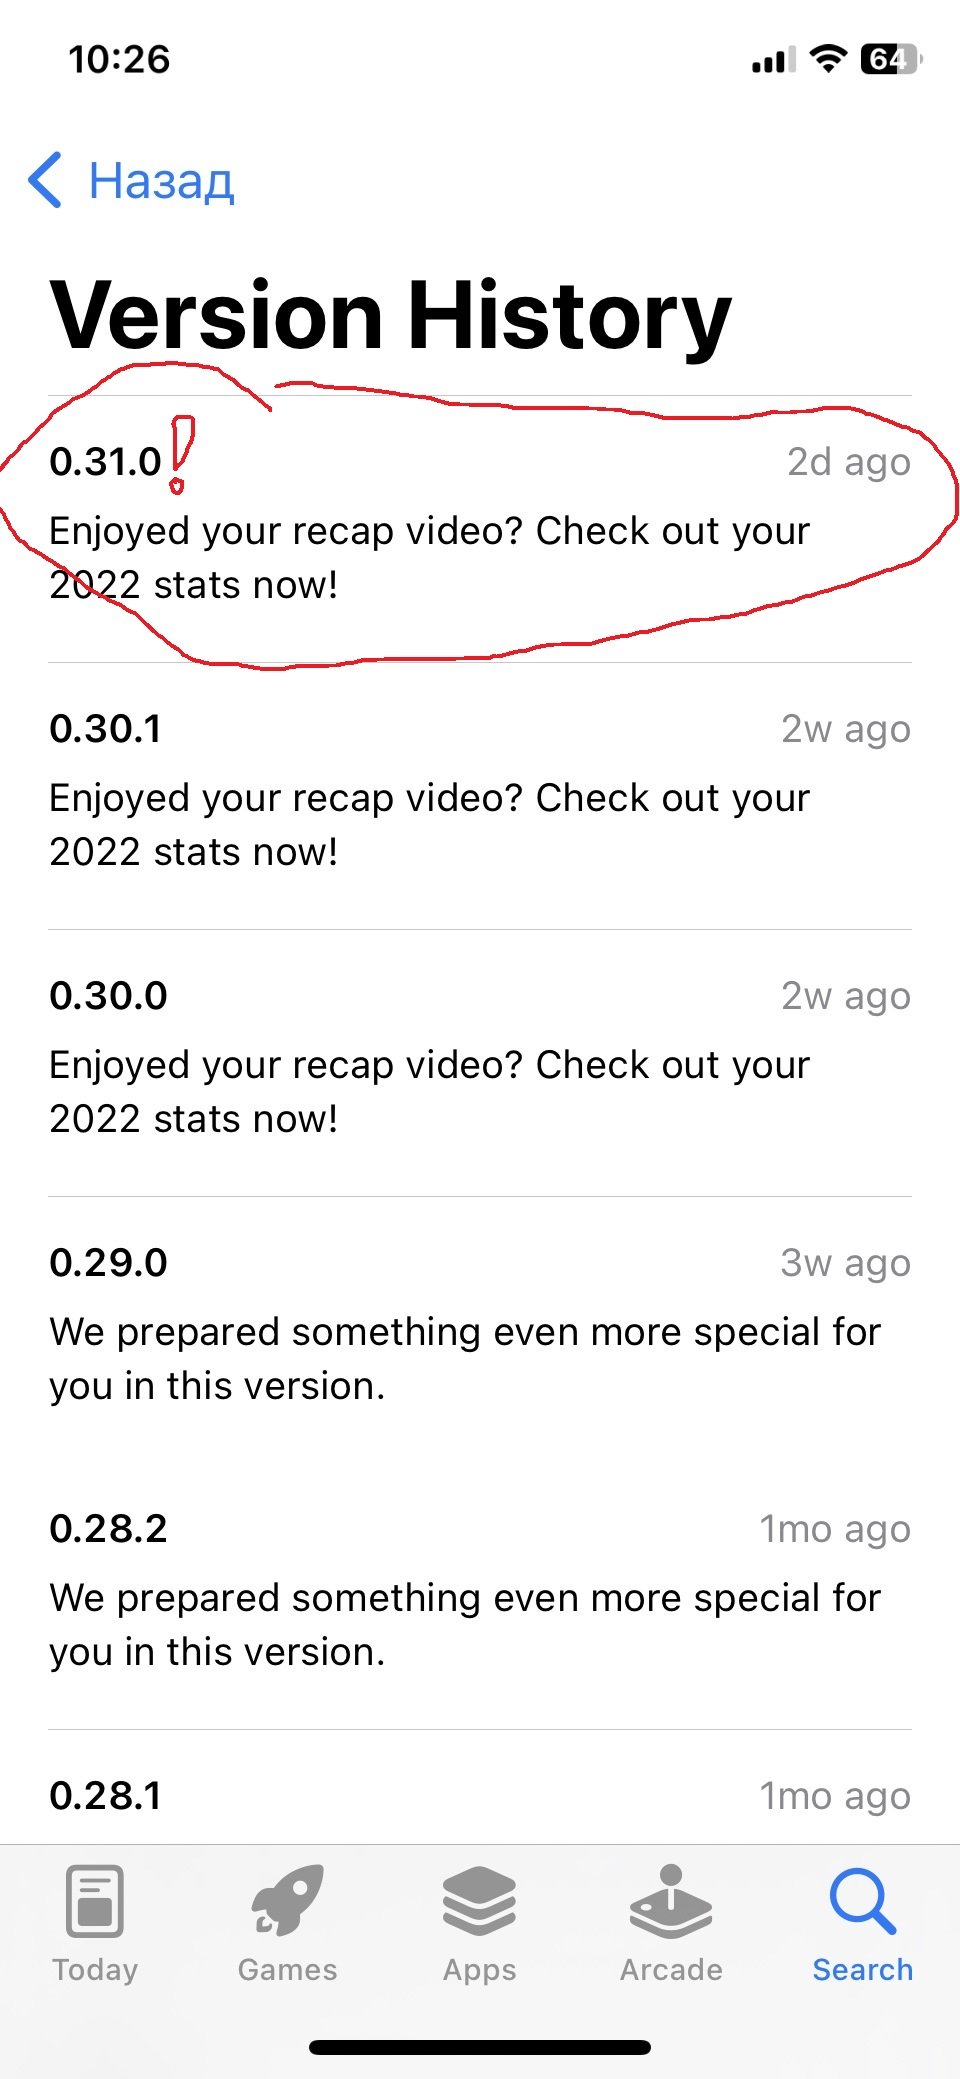 10:26
64
Назад
Version History
0.31.0 !
2d ago
Enjoyed your recap video? Check out your
2022 stats now!
0.30.1
2w ago
Enjoyed your recap video? Check out your
2022 stats now!
0.30.0
2w ago
Enjoyed your recap video? Check out your
2022 stats now!
0.29.0
3w ago
We prepared something even more special for
you in this version.
0.28.2
1mo ago
We prepared something even more special for
you in this version.
0.28.1
1mo ago
Today
Games
Apps
Arcade
Search